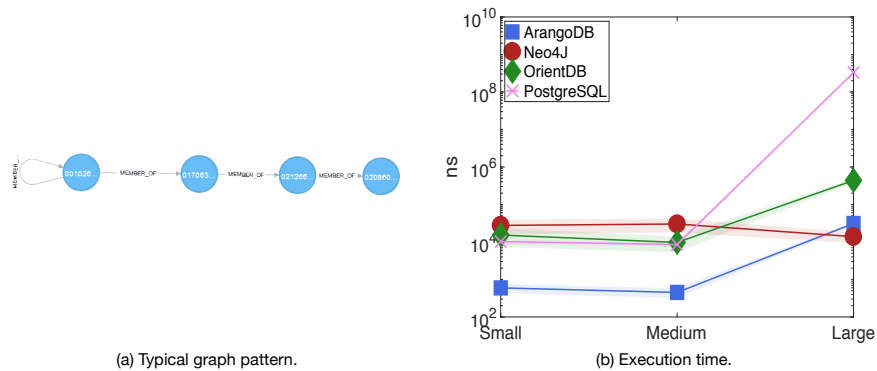 MEMBER_...
001026...
MEMBER_OF
017063...
MEMBER_OF
021266...
MEMBER_OF
020860...
(a) Typical graph pattern.
ArangoDB
Neo4J
OrientDB
PostgreSQL
ns
10^10
10^8
10^6
10^4
10^2
Small
Medium
Large
(b) Execution time.